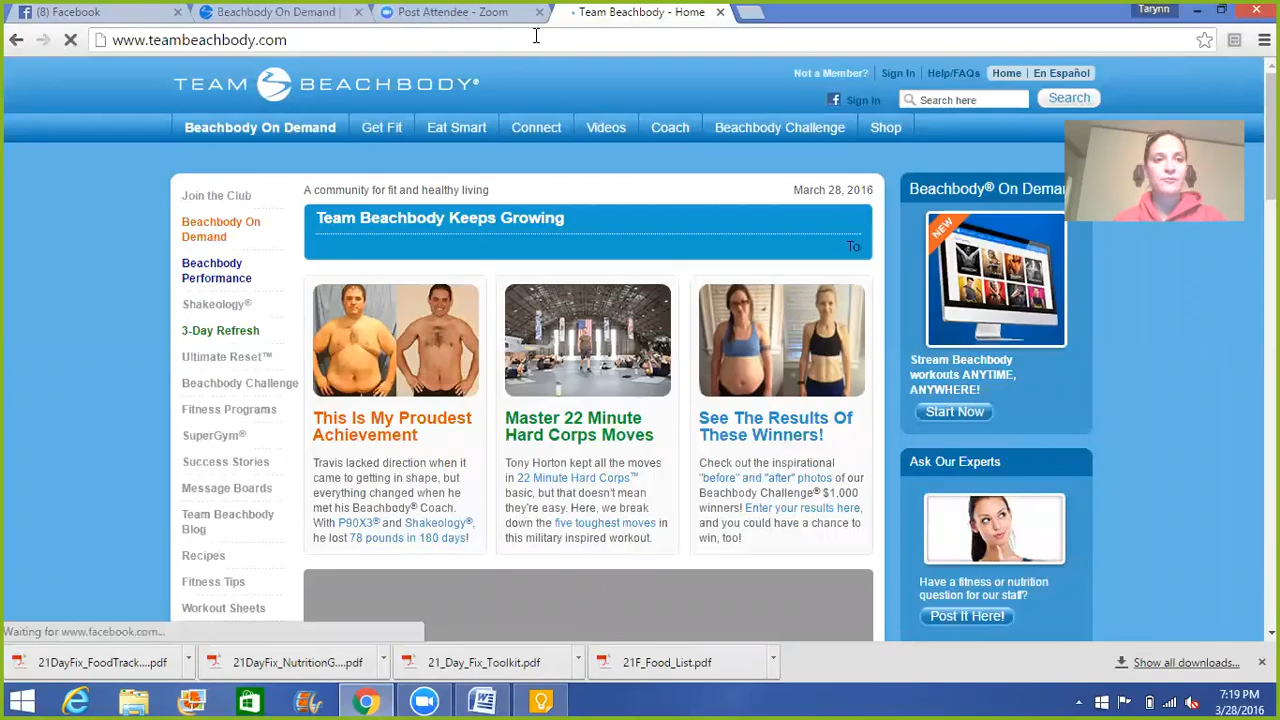 (8) Facebook
Beachbody On Demand |
Post Attendee - Zoom
Team Beachbody - Home
Tarynn
www.teambeachbody.com
TEAM BEACHBODY®
Not a Member? Sign In Help/FAQs Home En Español
Sign In Search here Search
Beachbody On Demand Get Fit Eat Smart Connect Videos Coach Beachbody Challenge Shop
Join the Club
Beachbody On
Demand
Beachbody
Performance
Shakeology®
3-Day Refresh
Ultimate Reset™
Beachbody Challenge
Fitness Programs
SuperGym®
Success Stories
Message Boards
Team Beachbody
Blog
Recipes
Fitness Tips
Workout Sheets
A community for fit and healthy living March 28, 2016
Team Beachbody Keeps Growing
To
This Is My Proudest
Achievement
Travis lacked direction when it
came to getting in shape, but
everything changed when he
met his Beachbody® Coach.
With P90X3® and Shakeology®,
he lost 78 pounds in 180 days!
Master 22 Minute
Hard Corps Moves
Tony Horton kept all the moves
in 22 Minute Hard Corps™
basic, but that doesn't mean
they're easy. Here, we break
down the five toughest moves in
this military inspired workout.
See The Results Of
These Winners!
Check out the inspirational
"before" and "after" photos of our
Beachbody Challenge® $1,000
winners! Enter your results here,
and you could have a chance to
win, too!
Beachbody® On Deman
NEW
Stream Beachbody
workouts ANYTIME,
ANYWHERE!
Start Now
Ask Our Experts
Have a fitness or nutrition
question for our staff?
Post It Here!
Waiting for www.facebook.com...
21DayFix_FoodTrack....pdf
21DayFix_NutritionG....pdf
21_Day_Fix_Toolkit.pdf
21F_Food_List.pdf
Show all downloads...
7:19 PM
3/28/2016